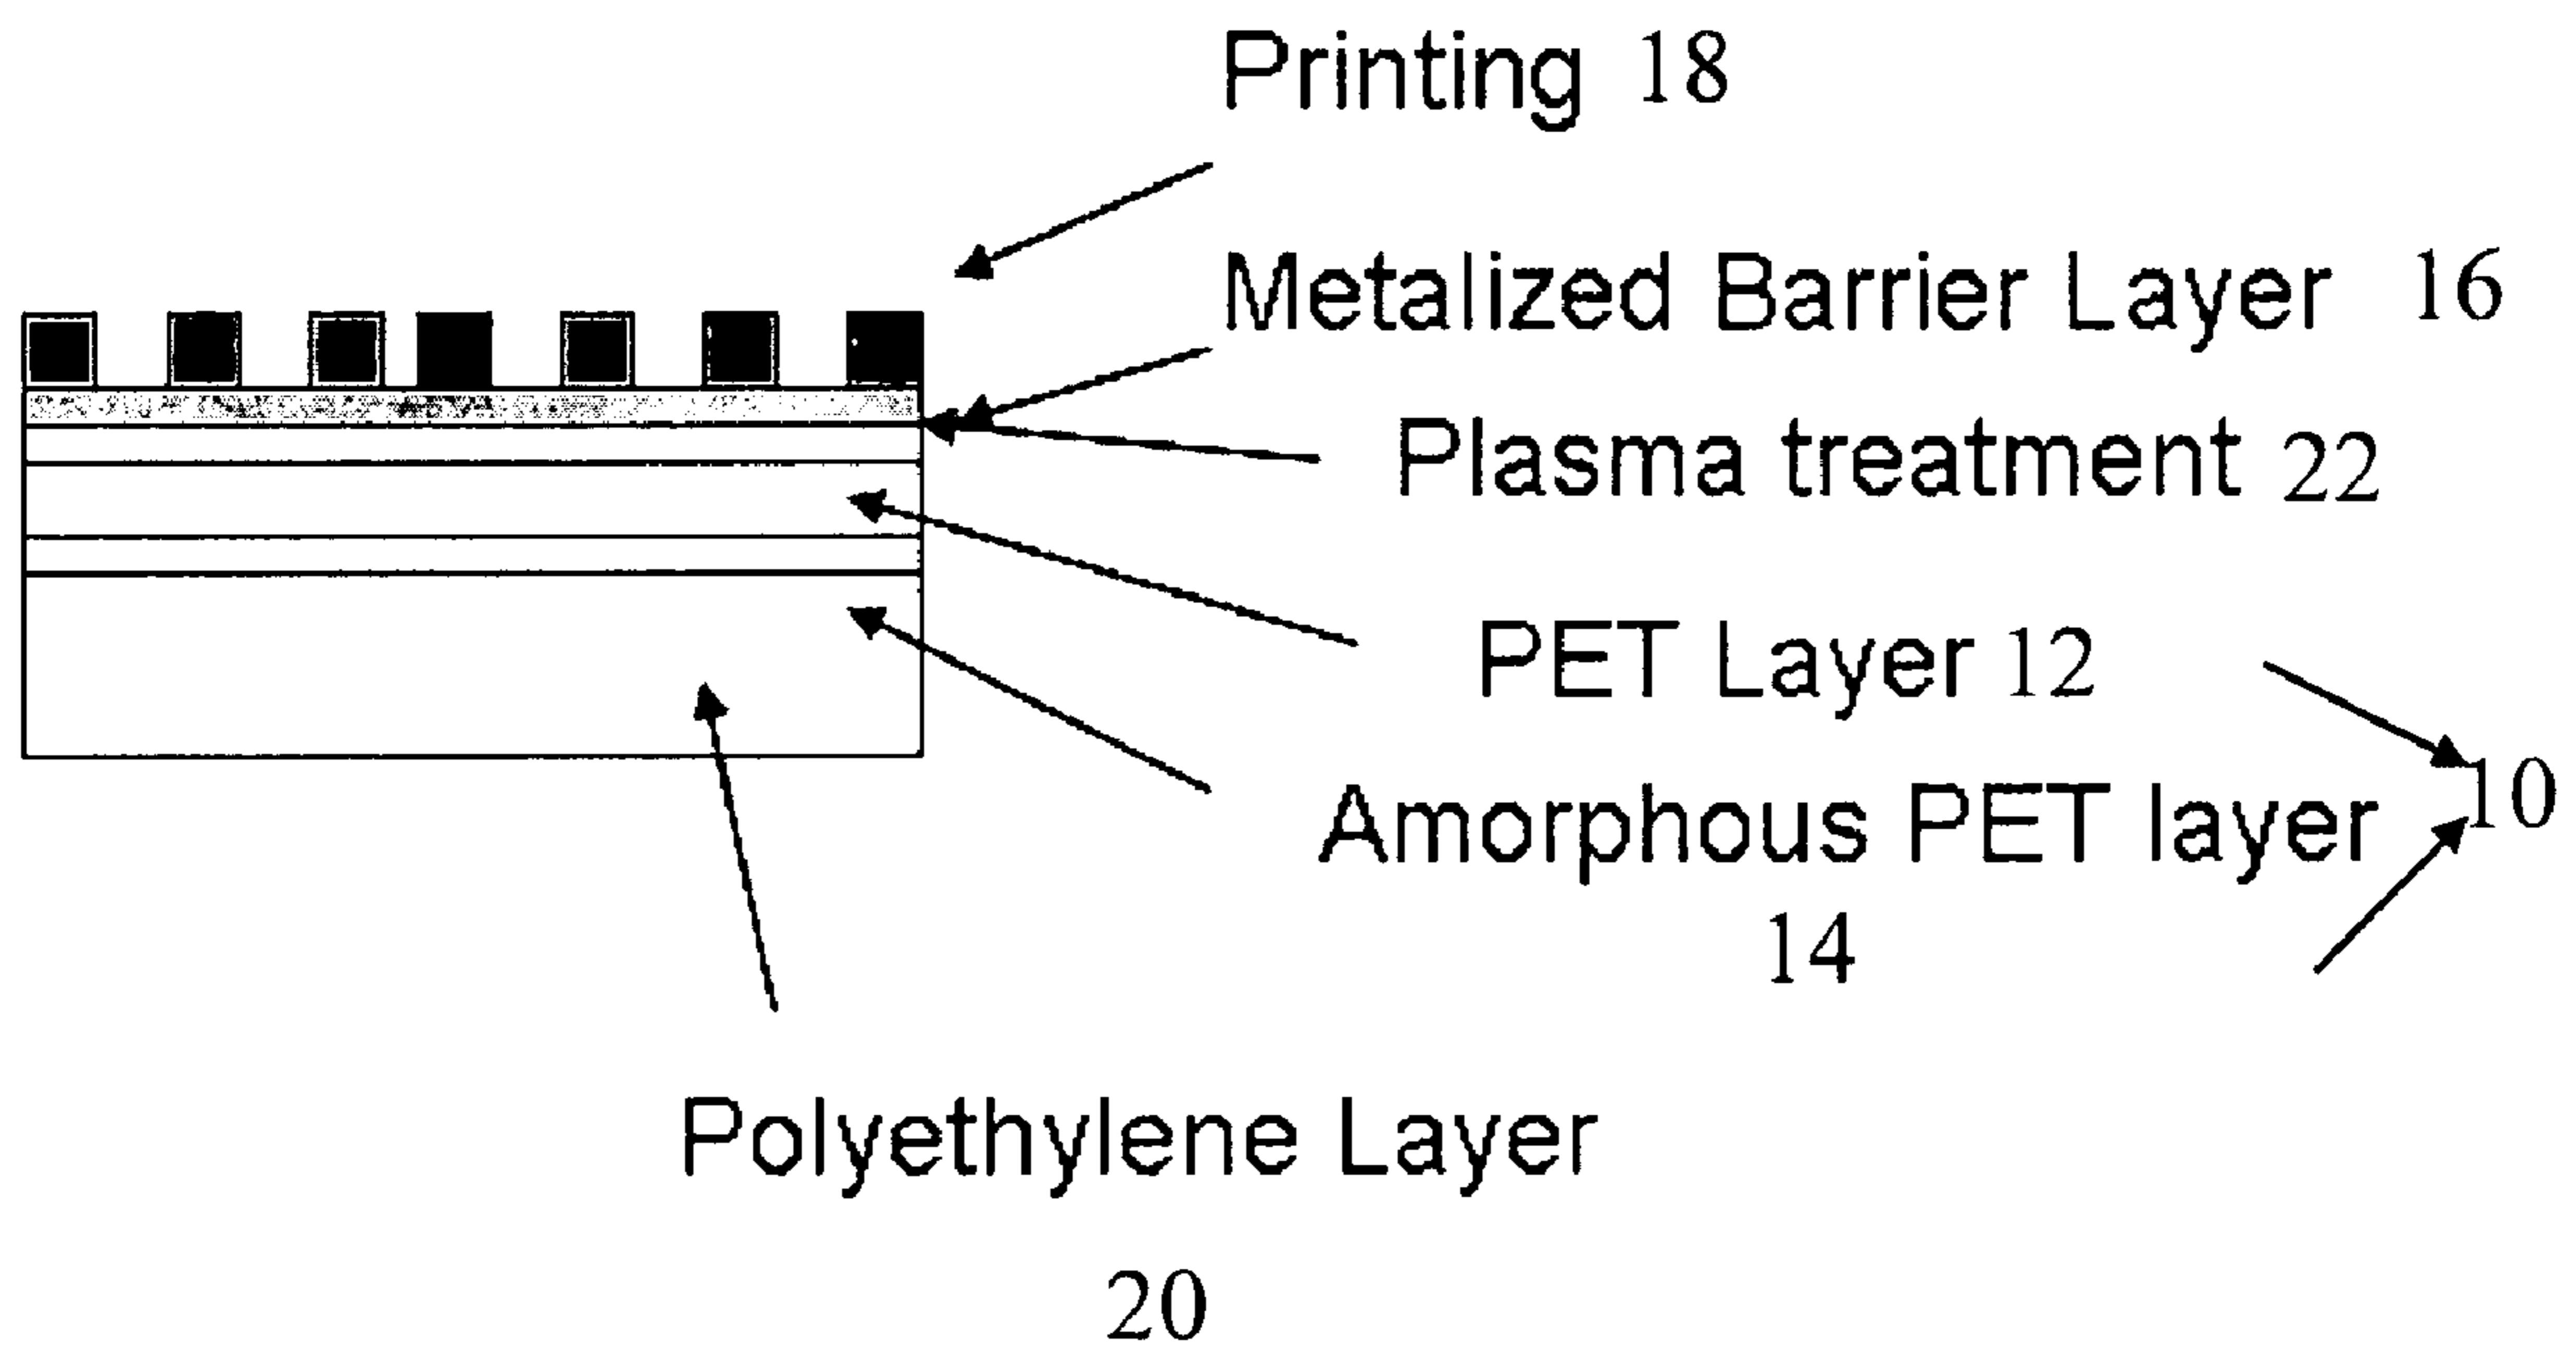 Printing 18
Metalized Barrier Layer 16
Plasma treatment 22
PET Layer 12
10
Amorphous PET layer
14
Polyethylene Layer
20